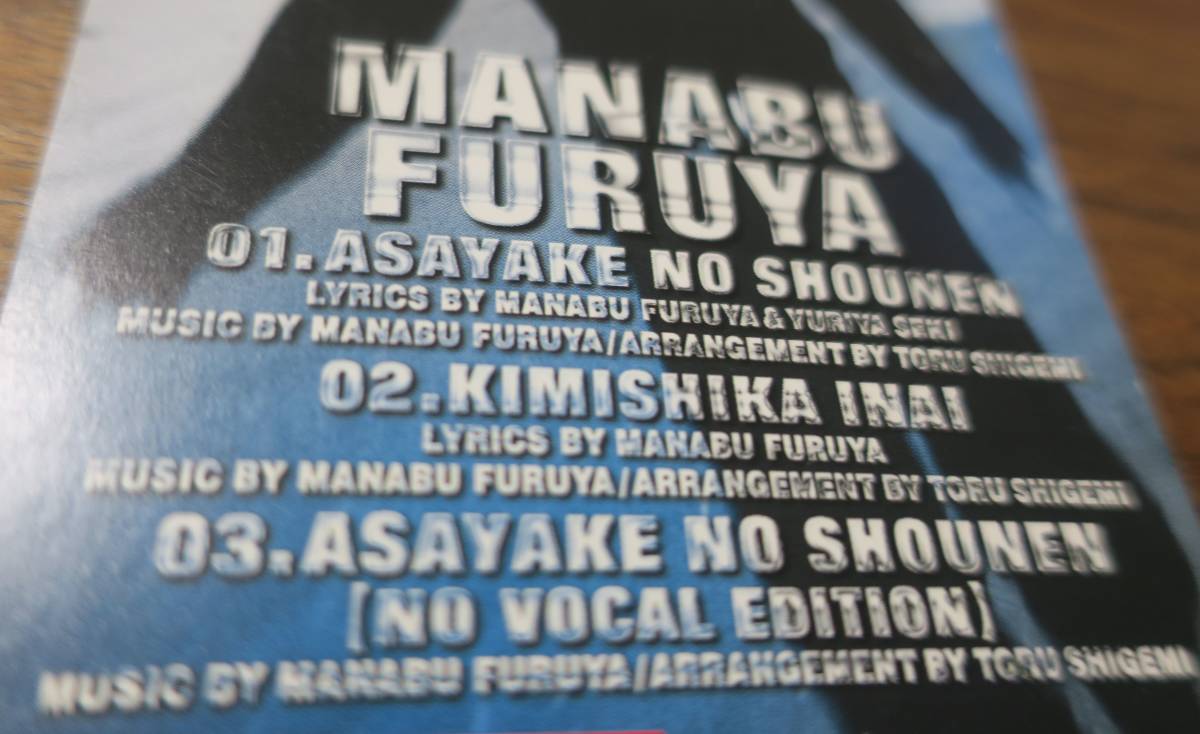 MANABU
FURUYA
01.ASAYAKE NO SHOUNEN
LYRICS BY MANABU FURUYA & YURIYA SEKI
MUSIC BY MANABU FURUYA/ARRANGEMENT BY TORU SHIGEMI
02.KIMISHIKA INAI
LYRICS BY MANABU FURUYA
MUSIC BY MANABU FURUYA/ARRANGEMENT BY TORU SHIGEMI
03.ASAYAKE NO SHOUNEN
[NO VOCAL EDITION]
MUSIC BY MANABU FURUYA/ARRANGEMENT BY TORU SHIGEMI